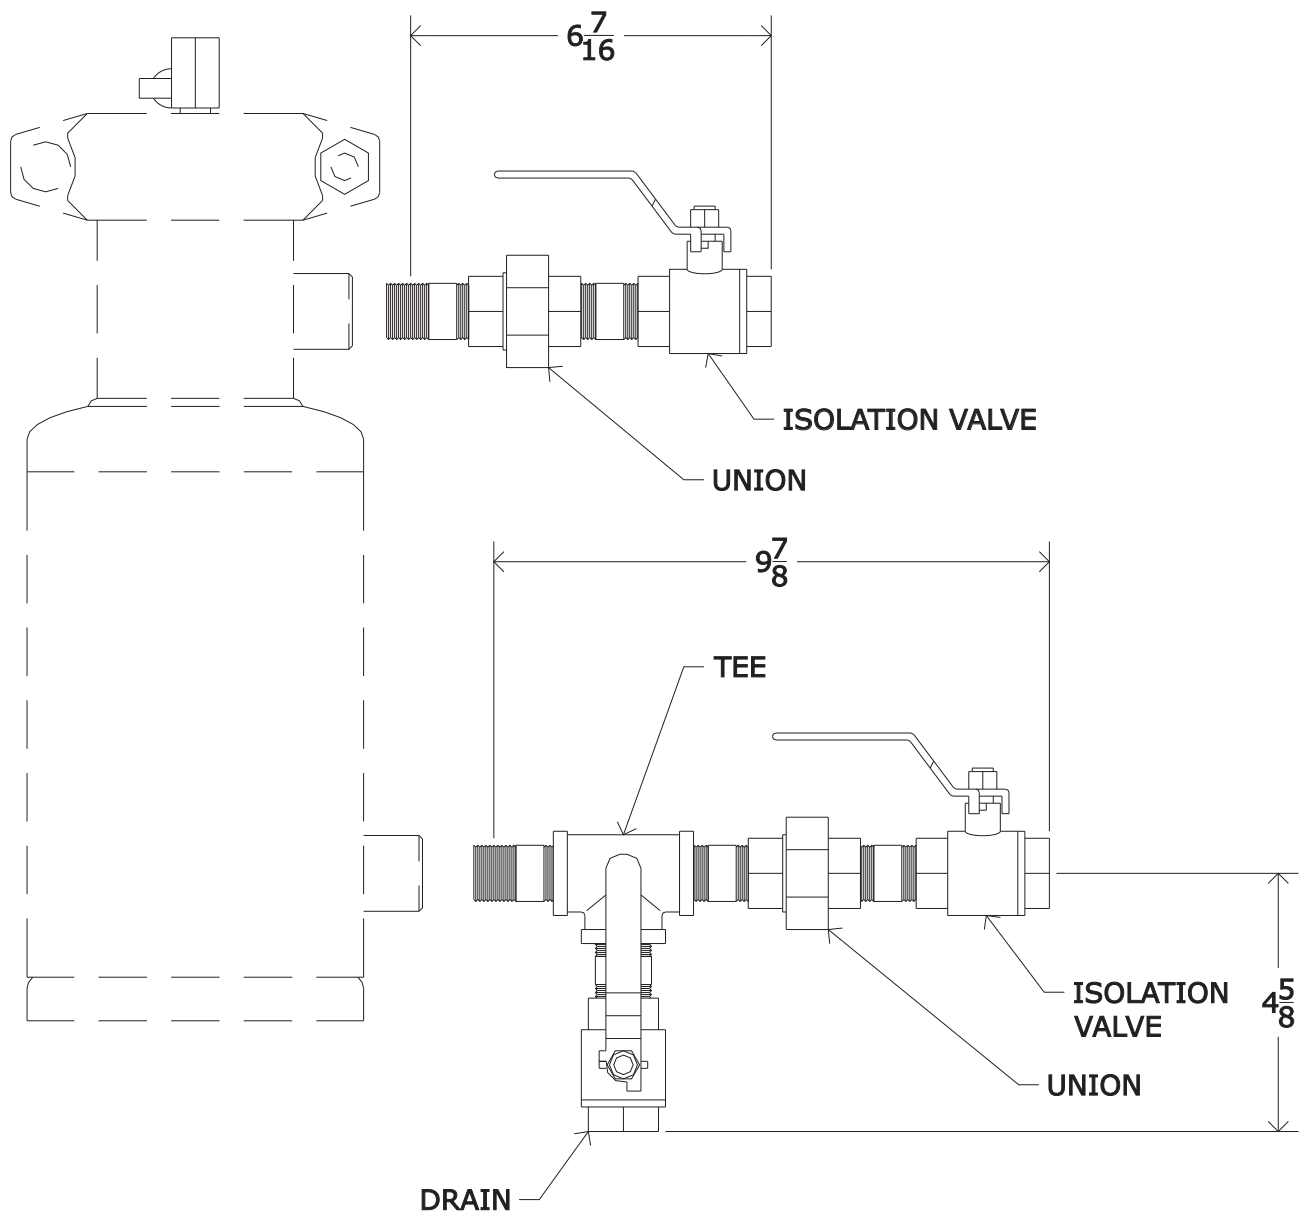 6 7/16
ISOLATION VALVE
UNION
9 7/8
TEE
ISOLATION
VALVE
4 5/8
UNION
DRAIN